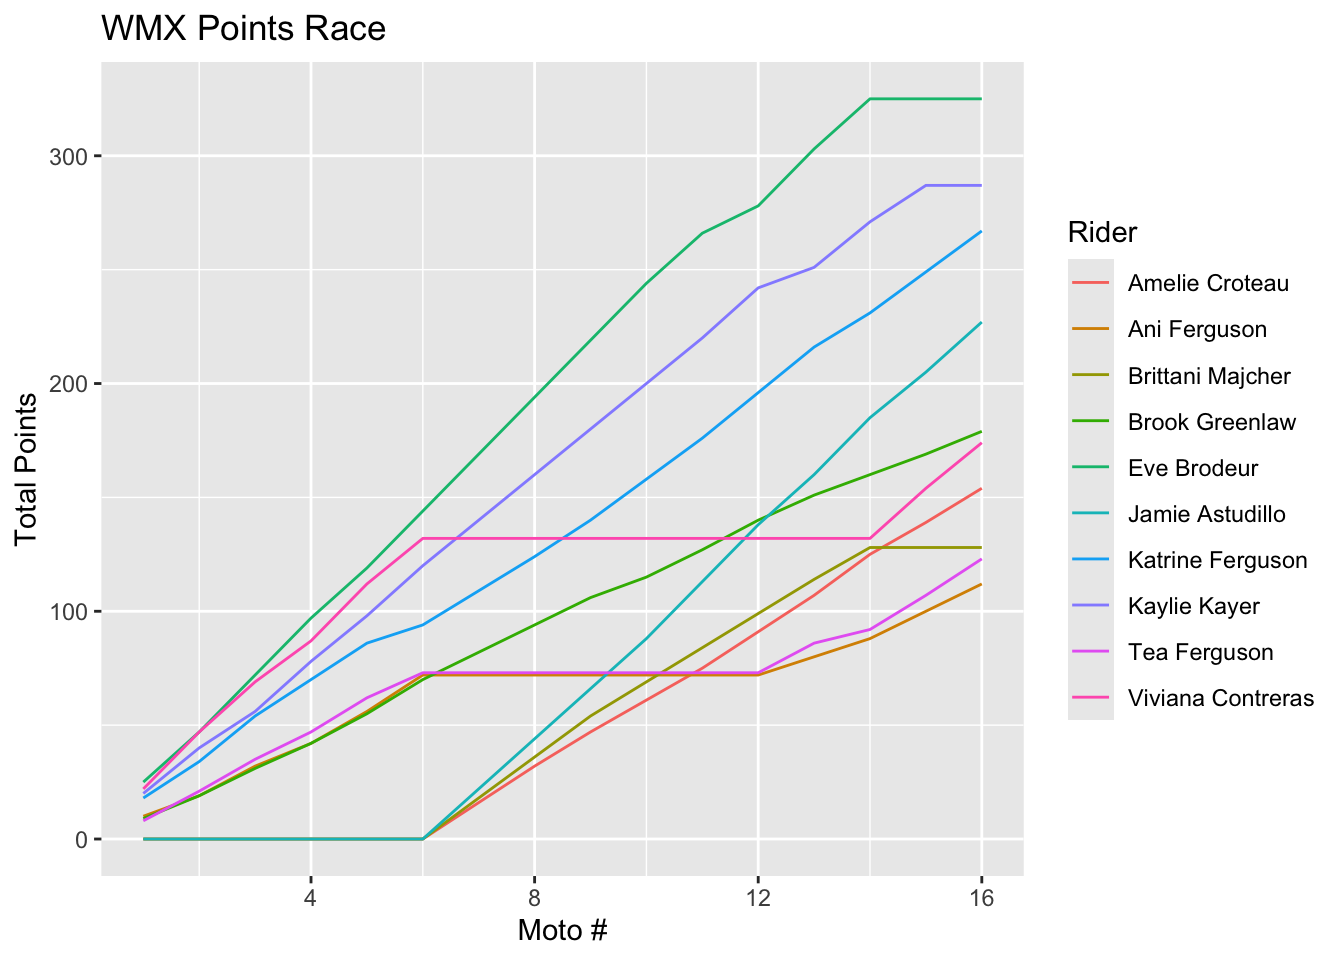 WMX Points Race
Total Points
300
200
100
0
4
8
12
16
Moto #
Rider
Amelie Croteau
Ani Ferguson
Brittani Majcher
Brook Greenlaw
Eve Brodeur
Jamie Astudillo
Katrine Ferguson
Kaylie Kayer
Tea Ferguson
Viviana Contreras